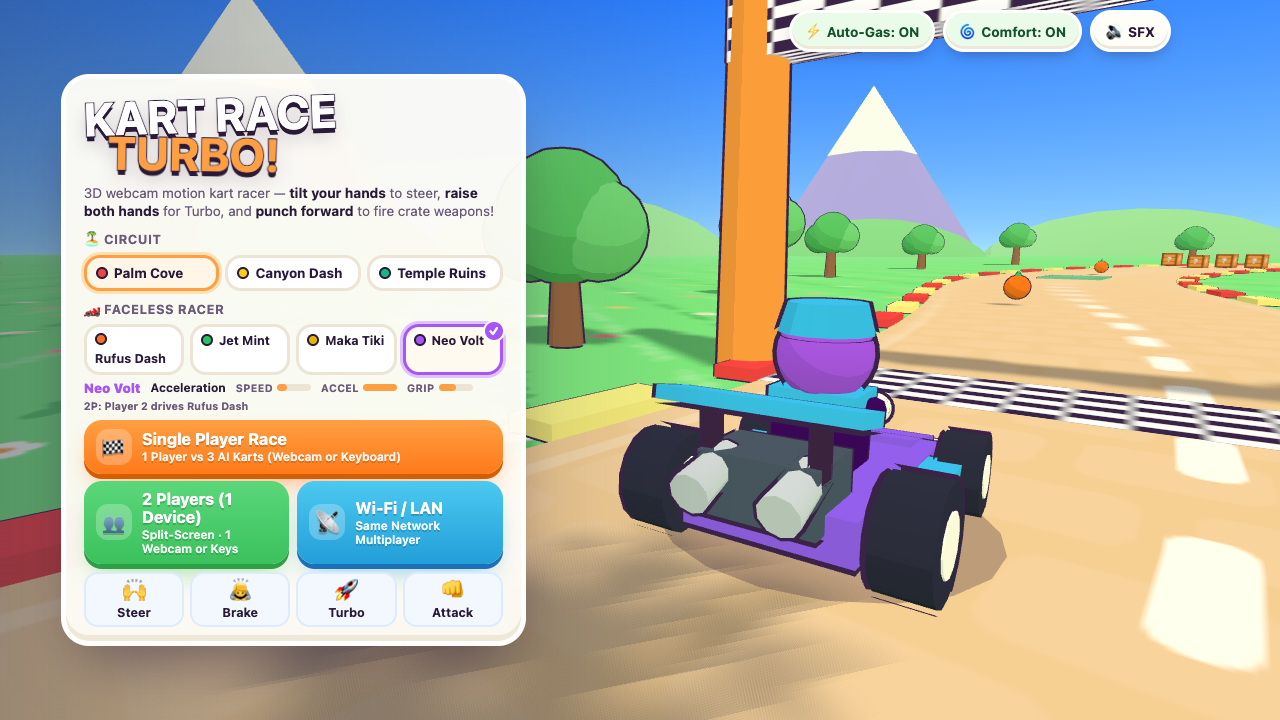 Auto-Gas: ON
Comfort: ON
SFX
KART RACE
TURBO!
3D webcam motion kart racer — tilt your hands to steer, raise
both hands for Turbo, and punch forward to fire crate weapons!
CIRCUIT
Palm Cove
Canyon Dash
Temple Ruins
FACELESS RACER
Rufus Dash
Jet Mint
Maka Tiki
Neo Volt
Neo Volt Acceleration SPEED ACCEL GRIP
2P: Player 2 drives Rufus Dash
Single Player Race
1 Player vs 3 AI Karts (Webcam or Keyboard)
2 Players (1
Device)
Split-Screen · 1
Webcam or Keys
Wi-Fi / LAN
Same Network
Multiplayer
Steer
Brake
Turbo
Attack